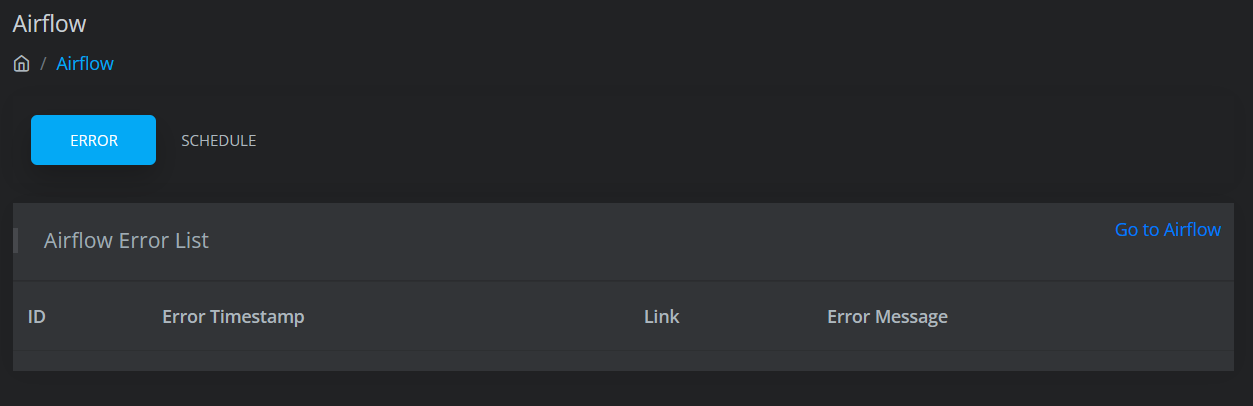 Airflow
/ Airflow
ERROR SCHEDULE
Airflow Error List Go to Airflow
ID Error Timestamp Link Error Message